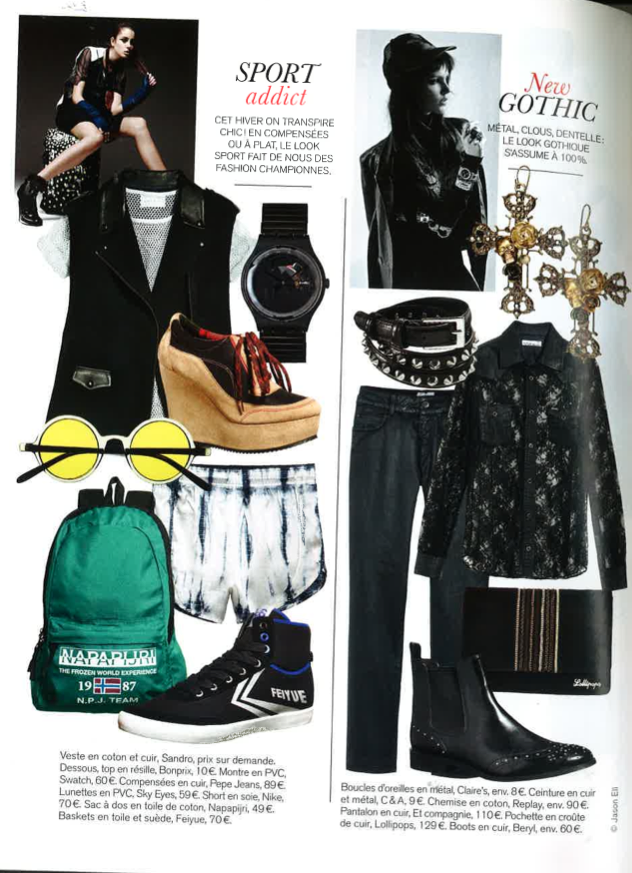 SPORT
addict
CET HIVER ON TRANSPIRE
CHIC! EN COMPENSÉES
OU À PLAT, LE LOOK
SPORT FAIT DE NOUS DES
FASHION CHAMPIONNES.
NAPAPIJRI
THE FROZEN WORLD EXPERIENCE
19 87
N.P.J. TEAM
FEIYUE
Veste en coton et cuir, Sandro, prix sur demande.
Dessous, top en résille, Bonprix, 10€. Montre en PVC,
Swatch, 60€. Compensées en cuir, Pepe Jeans, 89€.
Lunettes en PVC, Sky Eyes, 59€. Short en soie, Nike,
70€. Sac à dos en toile de coton, Napapijri, 49€.
Baskets en toile et suède, Feiyue, 70€.
New
GOTHIC
MÉTAL, CLOUS, DENTELLE:
LE LOOK GOTHIQUE
S'ASSUME À 100%.
Lollipops
Boucles d'oreilles en métal, Claire's, env. 8€. Ceinture en cuir
et métal, C&A, 9€. Chemise en coton, Replay, env. 90€.
Pantalon en cuir, Et compagnie, 110€. Pochette en croûte
de cuir, Lollipops, 129€. Boots en cuir, Beryl, env. 60€.
© Jason Eli